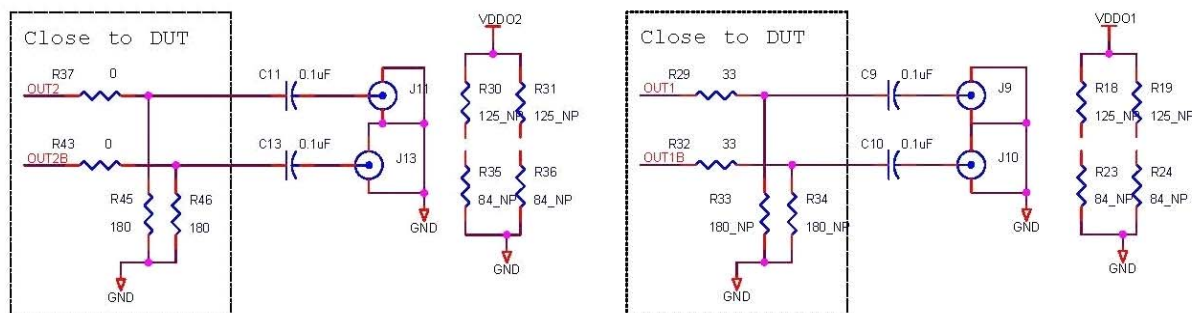 Close to DUT
R37
0
OUT2
R43
0
OUT2B
R45
180
R46
180
GND
C11
0.1uF
J11
C13
0.1uF
J13
GND
VDDO2
R30
125_NP
R31
125_NP
R35
84_NP
R36
84_NP
GND
Close to DUT
R29
33
OUT1
R32
33
OUT1B
R33
180_NP
R34
180_NP
GND
C9
0.1uF
J9
C10
0.1uF
J10
GND
VDDO1
R18
125_NP
R19
125_NP
R23
84_NP
R24
84_NP
GND